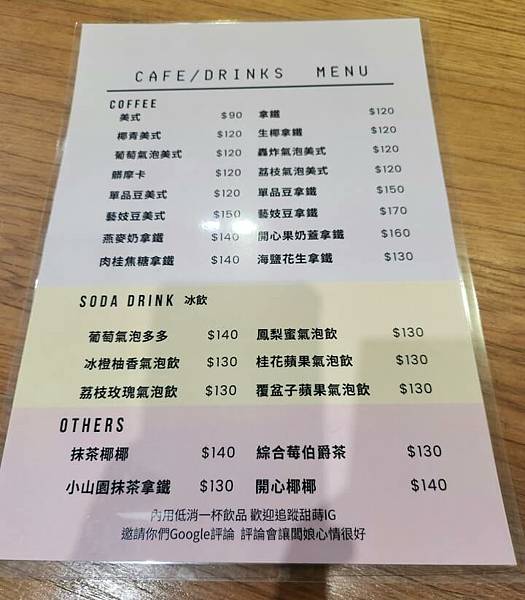 CAFE/DRINKS MENU
COFFEE
美式 $90 拿鐵 $120
椰青美式 $120 生椰拿鐵 $120
葡萄氣泡美式 $120 轟炸氣泡美式 $120
髒摩卡 $120 荔枝氣泡美式 $120
單品豆美式 $120 單品豆拿鐵 $150
藝妓豆美式 $150 藝妓豆拿鐵 $170
燕麥奶拿鐵 $140 開心果奶蓋拿鐵 $160
肉桂焦糖拿鐵 $140 海鹽花生拿鐵 $130
SODA DRINK 冰飲
葡萄氣泡多多 $140 鳳梨蜜氣泡飲 $130
冰橙柚香氣泡飲 $130 桂花蘋果氣泡飲 $130
荔枝玫瑰氣泡飲 $130 覆盆子蘋果氣泡飲 $130
OTHERS
抹茶椰椰 $140 綜合莓伯爵茶 $130
小山園抹茶拿鐵 $130 開心椰椰 $140
內用低消一杯飲品 歡迎追蹤甜蒔IG
邀請你們Google評論 評論會讓闆娘心情很好